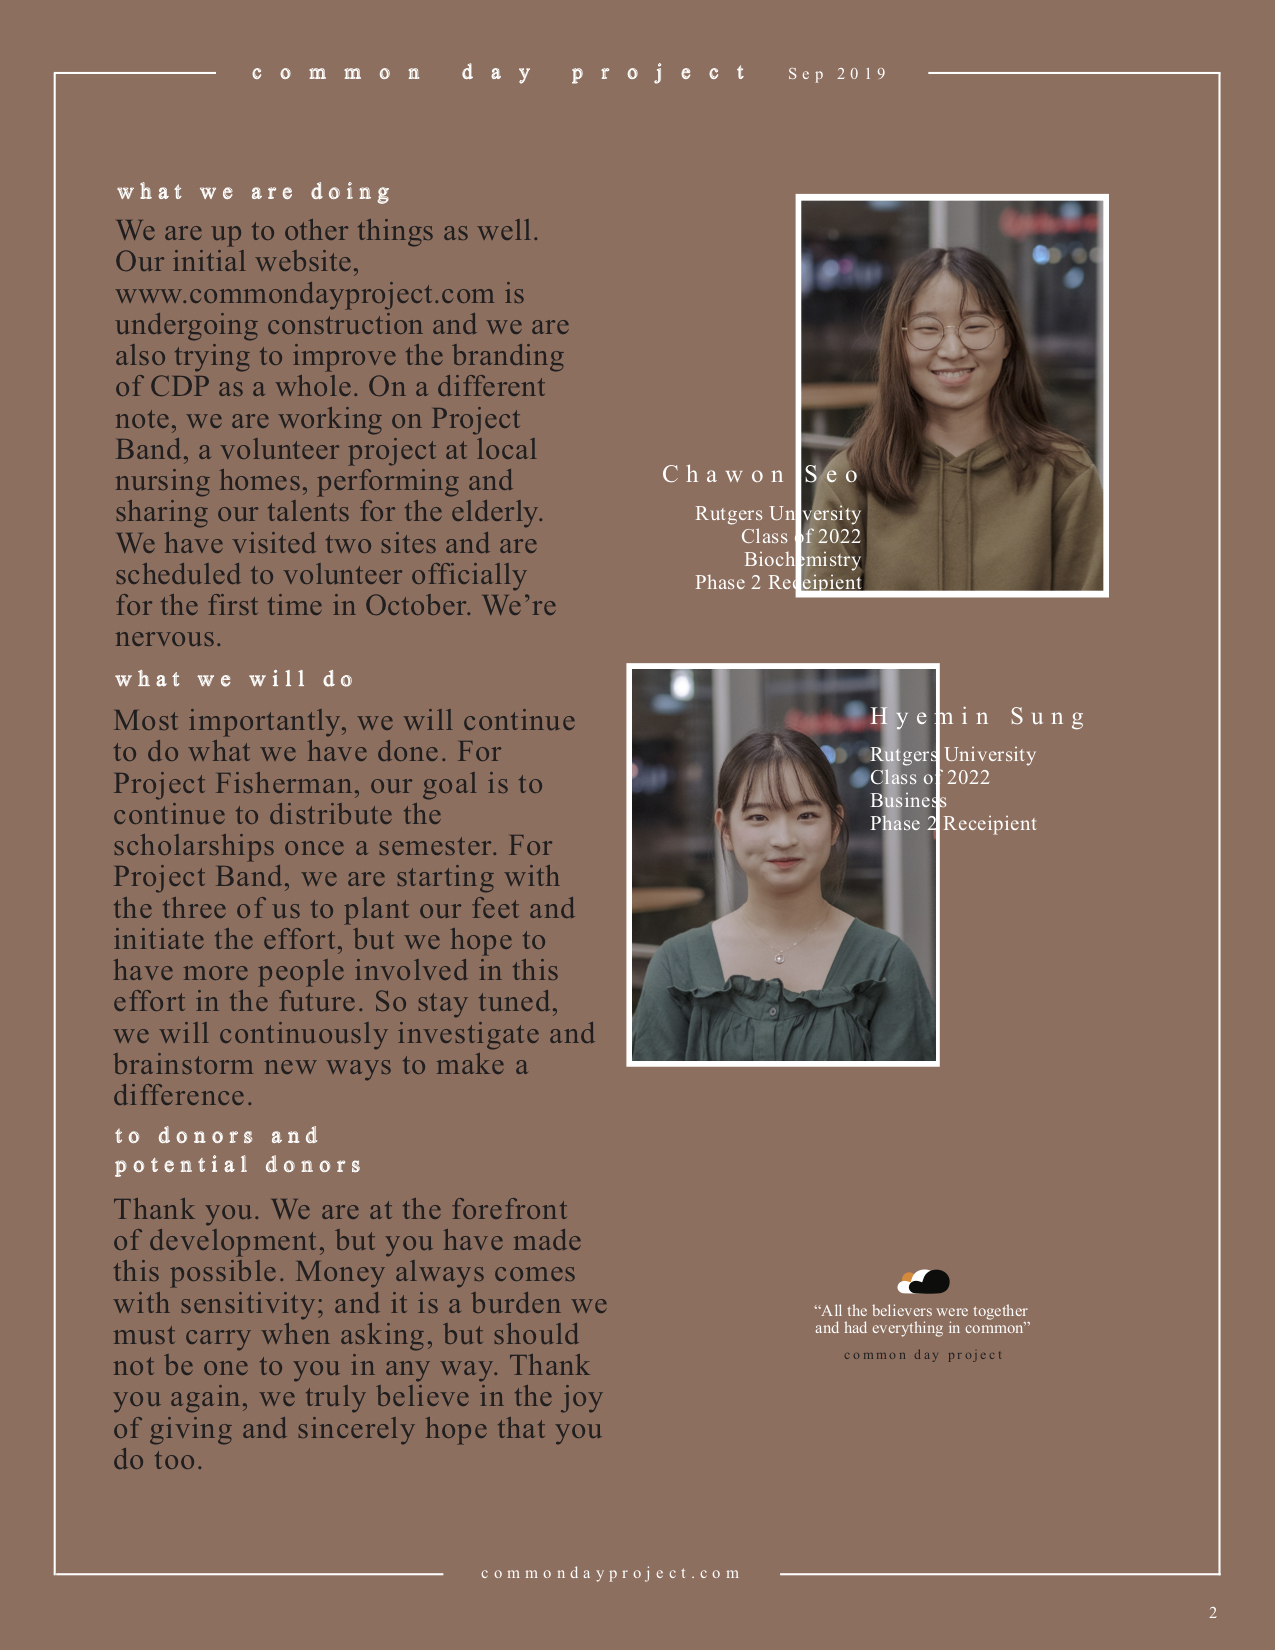 common day project Sep 2019
what we are doing
We are up to other things as well.
Our initial website,
www.commondayproject.com is
undergoing construction and we are
also trying to improve the branding
of CDP as a whole. On a different
note, we are working on Project
Band, a volunteer project at local
nursing homes, performing and
sharing our talents for the elderly.
We have visited two sites and are
scheduled to volunteer officially
for the first time in October. We’re
nervous.
what we will do
Most importantly, we will continue
to do what we have done. For
Project Fisherman, our goal is to
continue to distribute the
scholarships once a semester. For
Project Band, we are starting with
the three of us to plant our feet and
initiate the effort, but we hope to
have more people involved in this
effort in the future. So stay tuned,
we will continuously investigate and
brainstorm new ways to make a
difference.
to donors and
potential donors
Thank you. We are at the forefront
of development, but you have made
this possible. Money always comes
with sensitivity; and it is a burden we
must carry when asking, but should
not be one to you in any way. Thank
you again, we truly believe in the joy
of giving and sincerely hope that you
do too.
Chawon Seo
Rutgers University
Class of 2022
Biochemistry
Phase 2 Receipient
Hyemin Sung
Rutgers University
Class of 2022
Business
Phase 2 Receipient
“All the believers were together
and had everything in common”
common day project
commondayproject.com
2